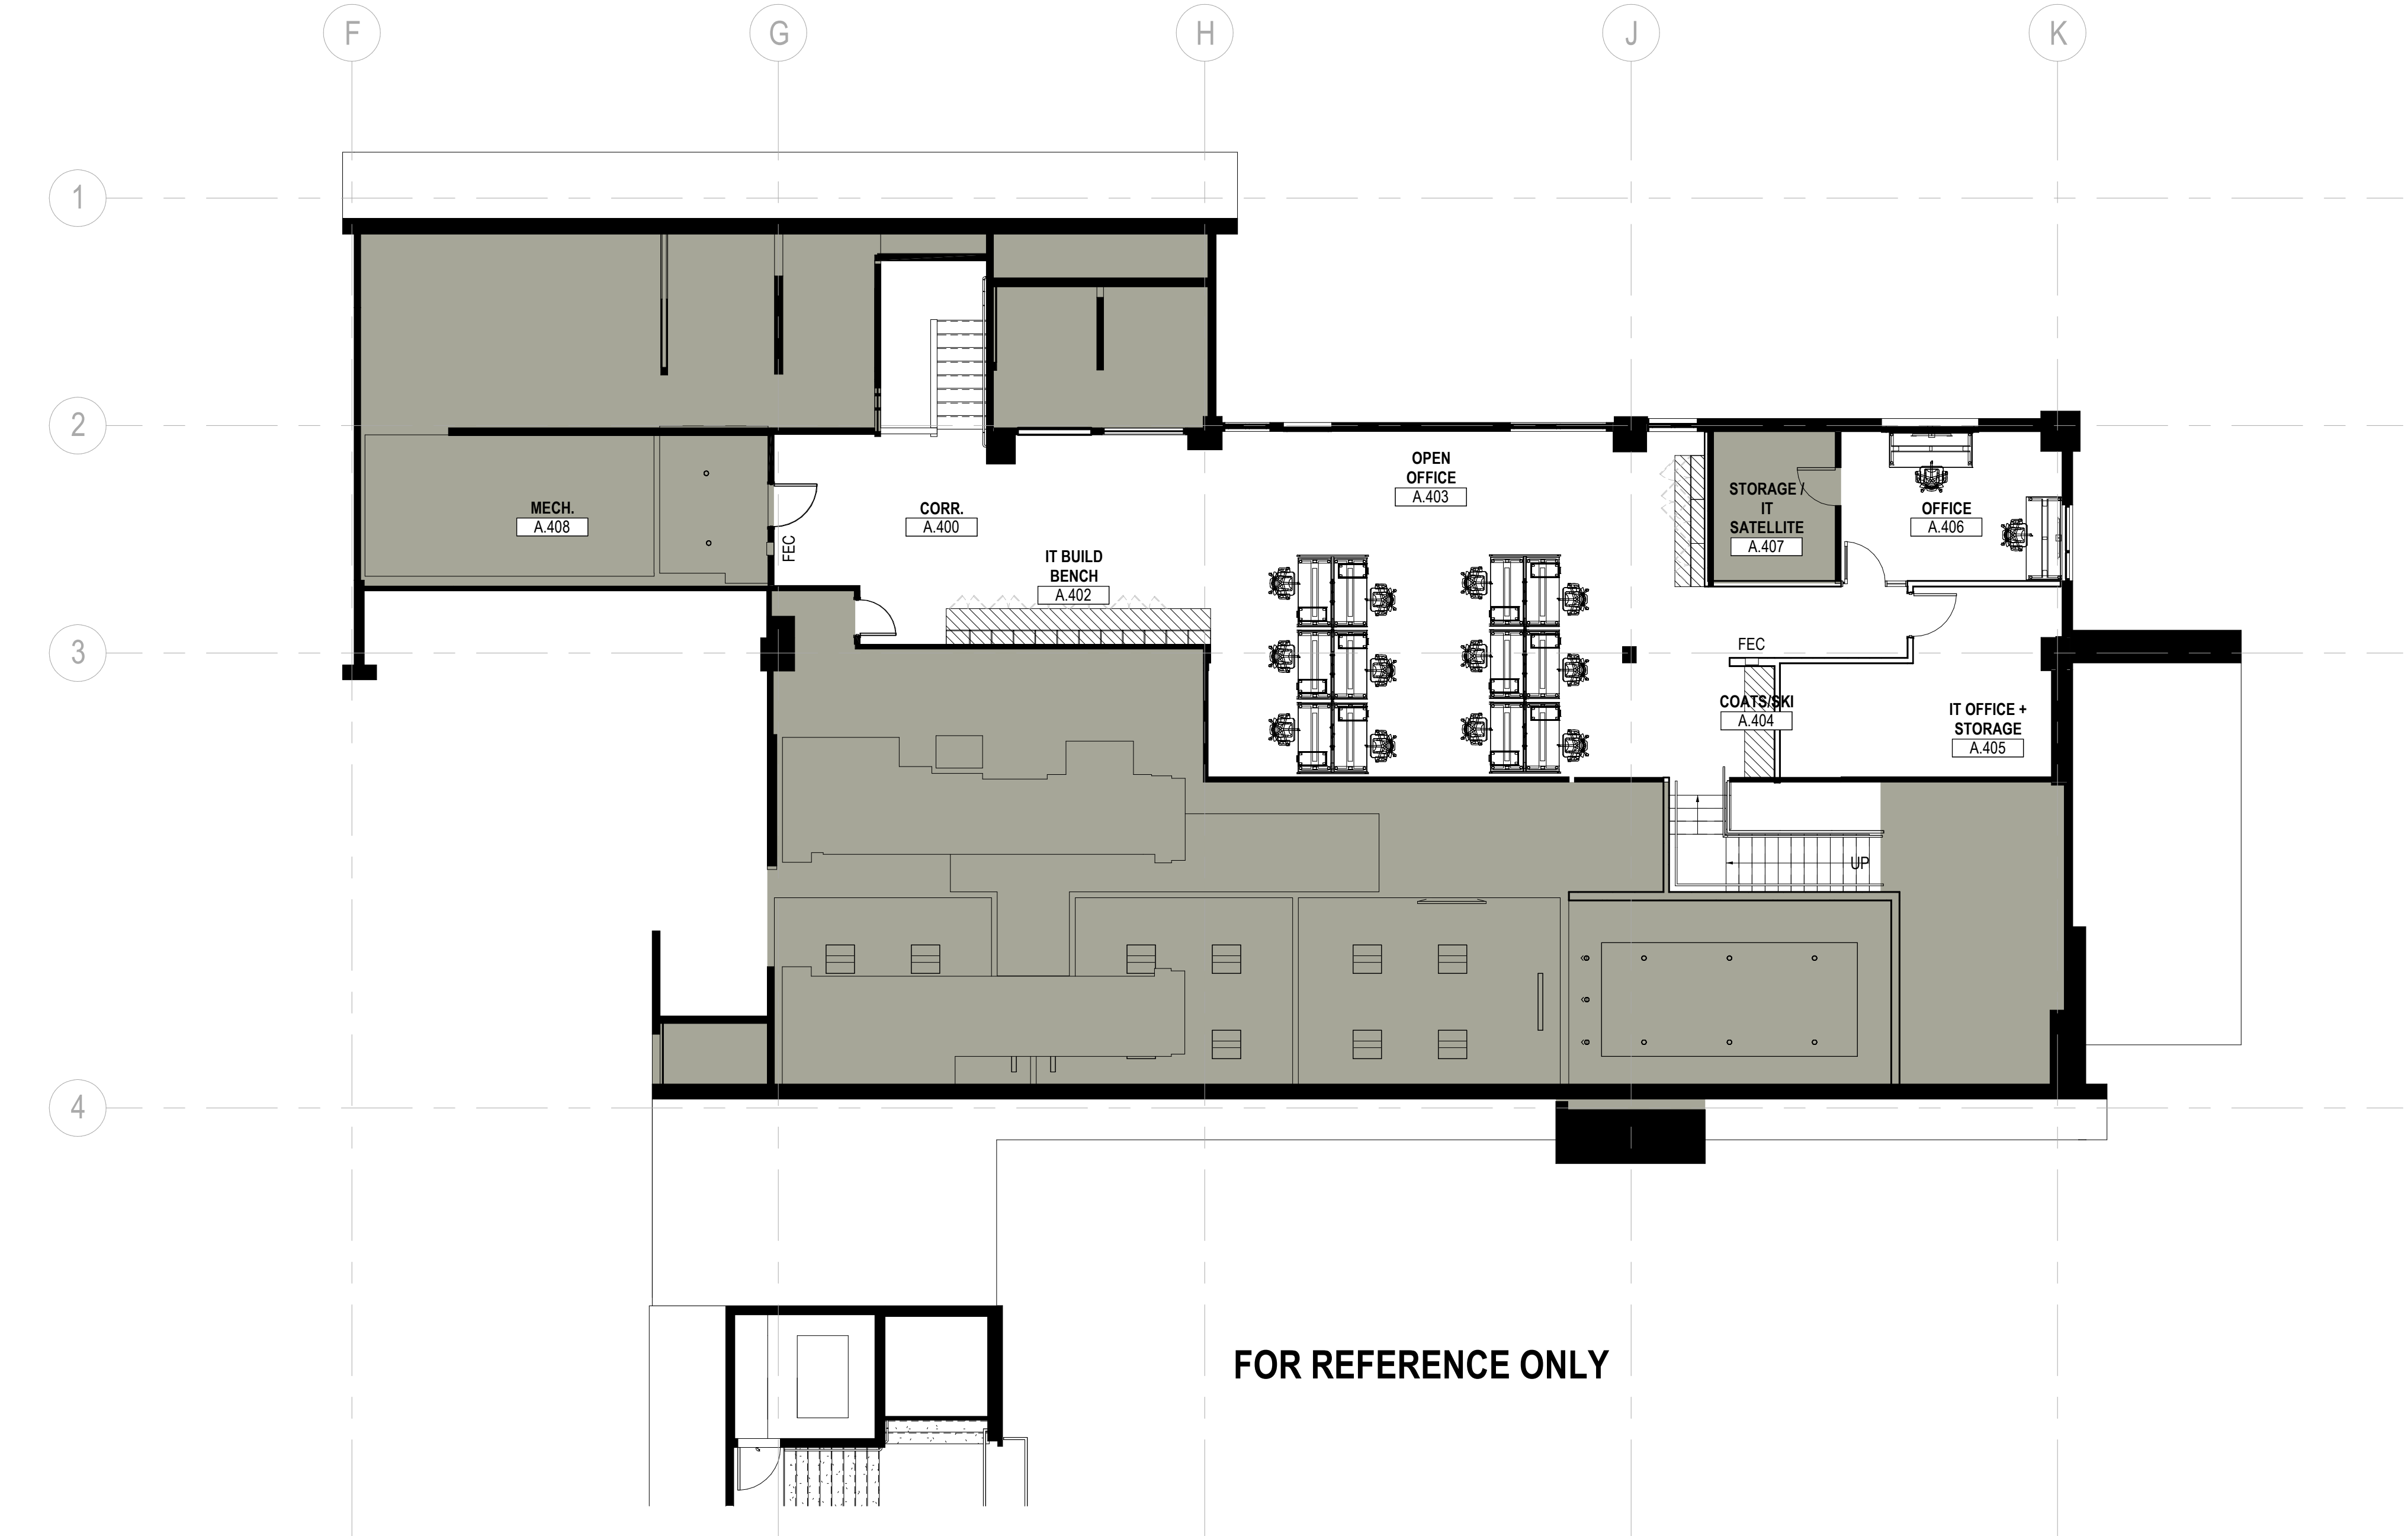 F
G
H
J
K
1
2
3
4
OPEN
OFFICE
A.403
STORAGE /
IT
SATELLITE
A.407
OFFICE
A.406
MECH.
A.408
FEC
CORR.
A.400
IT BUILD
BENCH
A.402
FEC
COATS/SKI
A.404
IT OFFICE +
STORAGE
A.405
UP
FOR REFERENCE ONLY